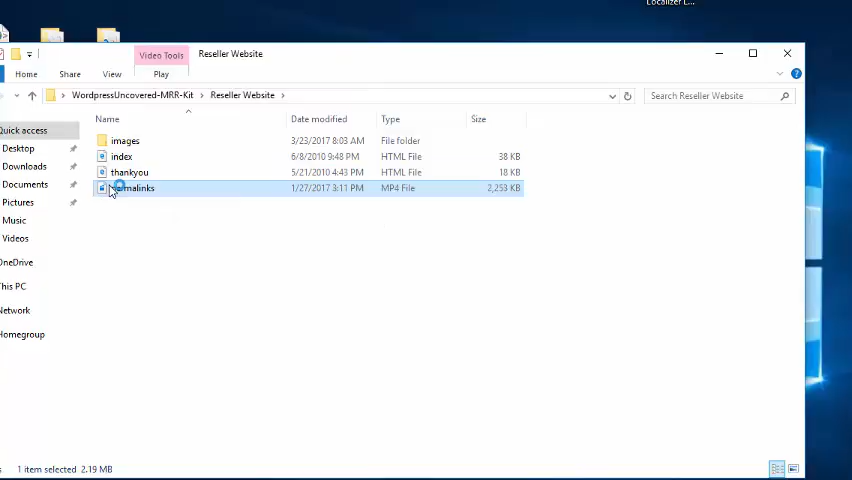 Localizer L...
Video Tools
Reseller Website
Home
Share
View
Play
WordpressUncovered-MRR-Kit
Reseller Website
Search Reseller Website
Name
Date modified
Type
Size
Quick access
Desktop
Downloads
Documents
Pictures
Music
Videos
OneDrive
This PC
Network
Homegroup
images 3/23/2017 8:03 AM File folder
index 6/8/2010 9:48 PM HTML File 38 KB
thankyou 5/21/2010 4:43 PM HTML File 18 KB
1/27/2017 3:11 PM MP4 File 2,253 KB
1 item selected 2.19 MB